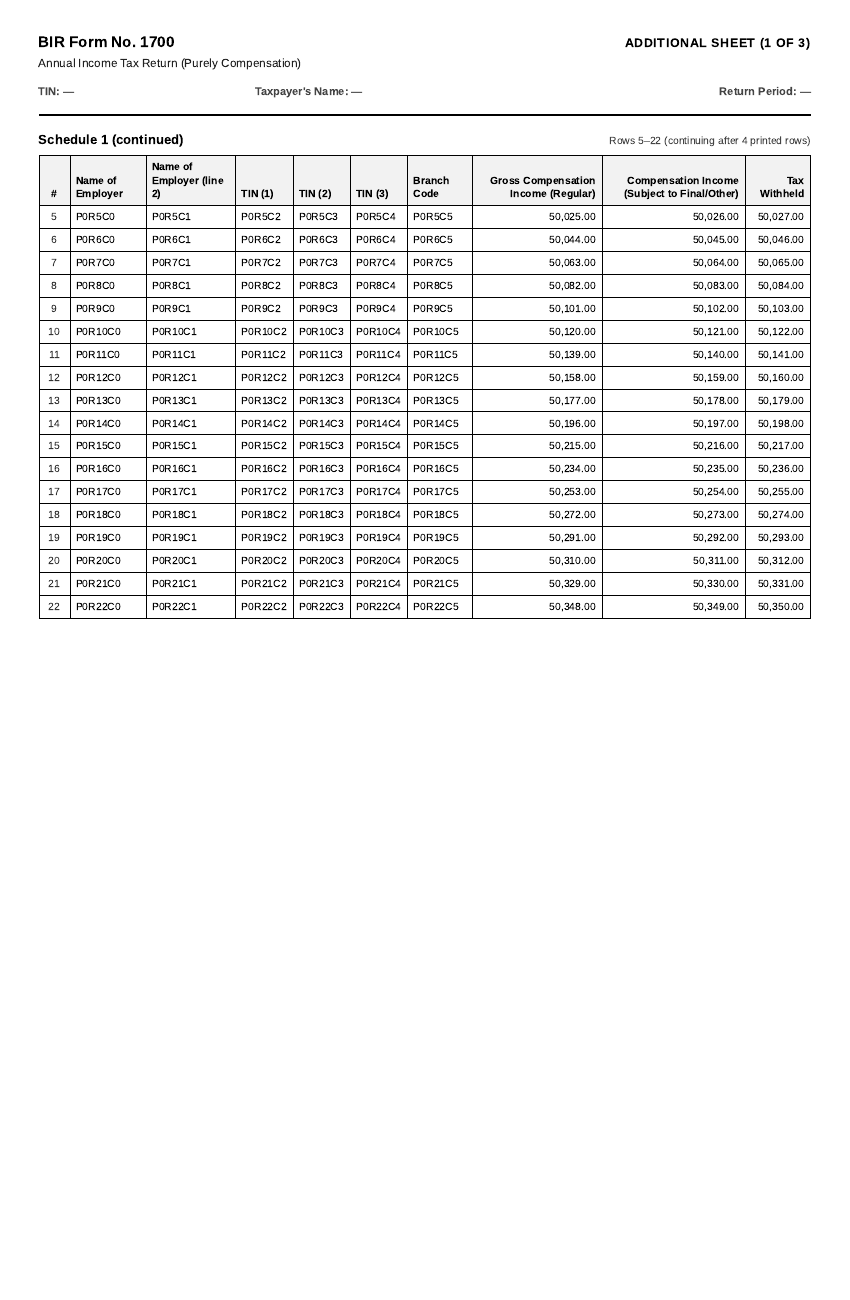 BIR Form No. 1700
ADDITIONAL SHEET (1 OF 3)
Annual Income Tax Return (Purely Compensation)
TIN: — Taxpayer's Name: — Return Period: —
Schedule 1 (continued)
Rows 5–22 (continuing after 4 printed rows)
# Name of Employer Name of Employer (line 2) TIN (1) TIN (2) TIN (3) Branch Code Gross Compensation Income (Regular) Compensation Income (Subject to Final/Other) Tax Withheld
5 P0R5C0 P0R5C1 P0R5C2 P0R5C3 P0R5C4 P0R5C5 50,025.00 50,026.00 50,027.00
6 P0R6C0 P0R6C1 P0R6C2 P0R6C3 P0R6C4 P0R6C5 50,044.00 50,045.00 50,046.00
7 P0R7C0 P0R7C1 P0R7C2 P0R7C3 P0R7C4 P0R7C5 50,063.00 50,064.00 50,065.00
8 P0R8C0 P0R8C1 P0R8C2 P0R8C3 P0R8C4 P0R8C5 50,082.00 50,083.00 50,084.00
9 P0R9C0 P0R9C1 P0R9C2 P0R9C3 P0R9C4 P0R9C5 50,101.00 50,102.00 50,103.00
10 P0R10C0 P0R10C1 P0R10C2 P0R10C3 P0R10C4 P0R10C5 50,120.00 50,121.00 50,122.00
11 P0R11C0 P0R11C1 P0R11C2 P0R11C3 P0R11C4 P0R11C5 50,139.00 50,140.00 50,141.00
12 P0R12C0 P0R12C1 P0R12C2 P0R12C3 P0R12C4 P0R12C5 50,158.00 50,159.00 50,160.00
13 P0R13C0 P0R13C1 P0R13C2 P0R13C3 P0R13C4 P0R13C5 50,177.00 50,178.00 50,179.00
14 P0R14C0 P0R14C1 P0R14C2 P0R14C3 P0R14C4 P0R14C5 50,196.00 50,197.00 50,198.00
15 P0R15C0 P0R15C1 P0R15C2 P0R15C3 P0R15C4 P0R15C5 50,215.00 50,216.00 50,217.00
16 P0R16C0 P0R16C1 P0R16C2 P0R16C3 P0R16C4 P0R16C5 50,234.00 50,235.00 50,236.00
17 P0R17C0 P0R17C1 P0R17C2 P0R17C3 P0R17C4 P0R17C5 50,253.00 50,254.00 50,255.00
18 P0R18C0 P0R18C1 P0R18C2 P0R18C3 P0R18C4 P0R18C5 50,272.00 50,273.00 50,274.00
19 P0R19C0 P0R19C1 P0R19C2 P0R19C3 P0R19C4 P0R19C5 50,291.00 50,292.00 50,293.00
20 P0R20C0 P0R20C1 P0R20C2 P0R20C3 P0R20C4 P0R20C5 50,310.00 50,311.00 50,312.00
21 P0R21C0 P0R21C1 P0R21C2 P0R21C3 P0R21C4 P0R21C5 50,329.00 50,330.00 50,331.00
22 P0R22C0 P0R22C1 P0R22C2 P0R22C3 P0R22C4 P0R22C5 50,348.00 50,349.00 50,350.00